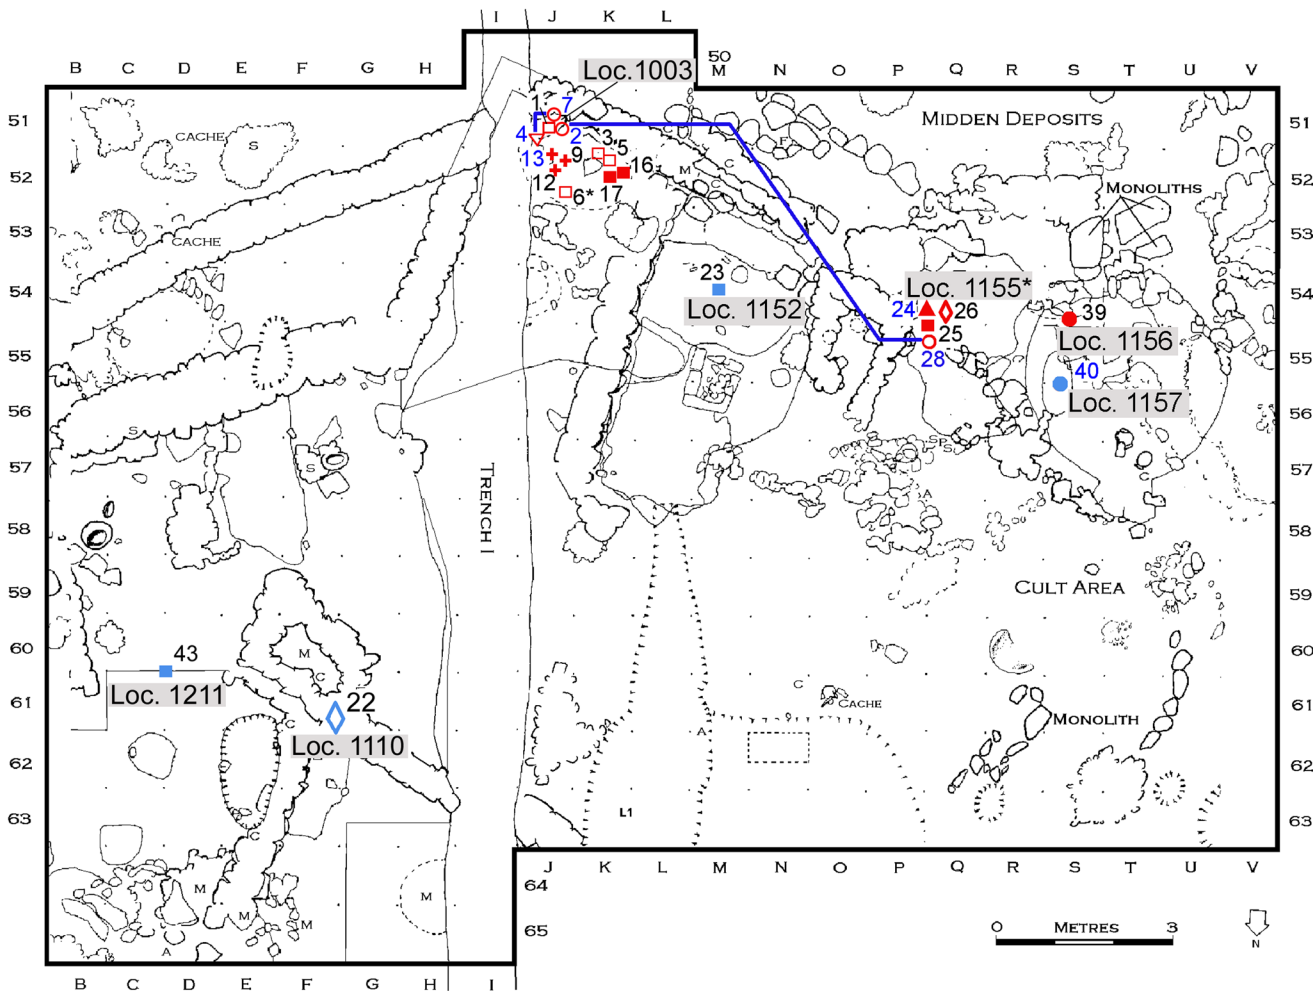 I J K L
B C D E F G H
50
M N O P Q R S T U V
Loc.1003
1 7
51 51
MIDDEN DEPOSITS
CACHE S
4 2
F
3 5
C
13 9
16
M
MONOLITHS
52 52
12 6* 17
C
53 53
CACHE S
23
Loc. 1155*
54 54
Loc. 1152
24 26
39
25
Loc. 1156
55 55
28
C
40
Loc. 1157
56 56
S
SP
S
57 57
S
TRENCH I
A
C
58 58
CULT AREA
59 59
60 60
M
43
C
C
Loc. 1211
22
CACHE
61 61
C
A
MONOLITH
Loc. 1110
62 62
L1
63 63
C
J K L M N O P Q R S T U V
64
M M
M
M
A
65
0 METRES 3
N
B C D E F G H I